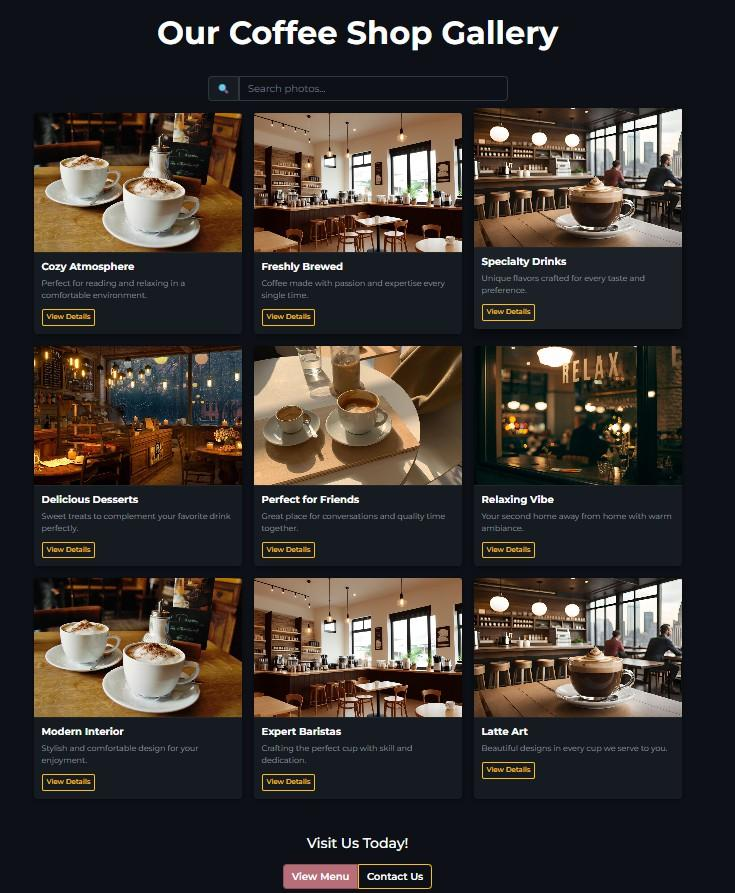 Our Coffee Shop Gallery
Search photos...
Cozy Atmosphere
Perfect for reading and relaxing in a
comfortable environment.
View Details
Freshly Brewed
Coffee made with passion and expertise every
single time.
View Details
Specialty Drinks
Unique flavors crafted for every taste and
preference.
View Details
RELAX
Delicious Desserts
Sweet treats to complement your favorite drink
perfectly.
View Details
Perfect for Friends
Great place for conversations and quality time
together.
View Details
Relaxing Vibe
Your second home away from home with warm
ambiance.
View Details
Modern Interior
Stylish and comfortable design for your
enjoyment.
View Details
Expert Baristas
Crafting the perfect cup with skill and
dedication.
View Details
Latte Art
Beautiful designs in every cup we serve to you.
View Details
Visit Us Today!
View Menu
Contact Us